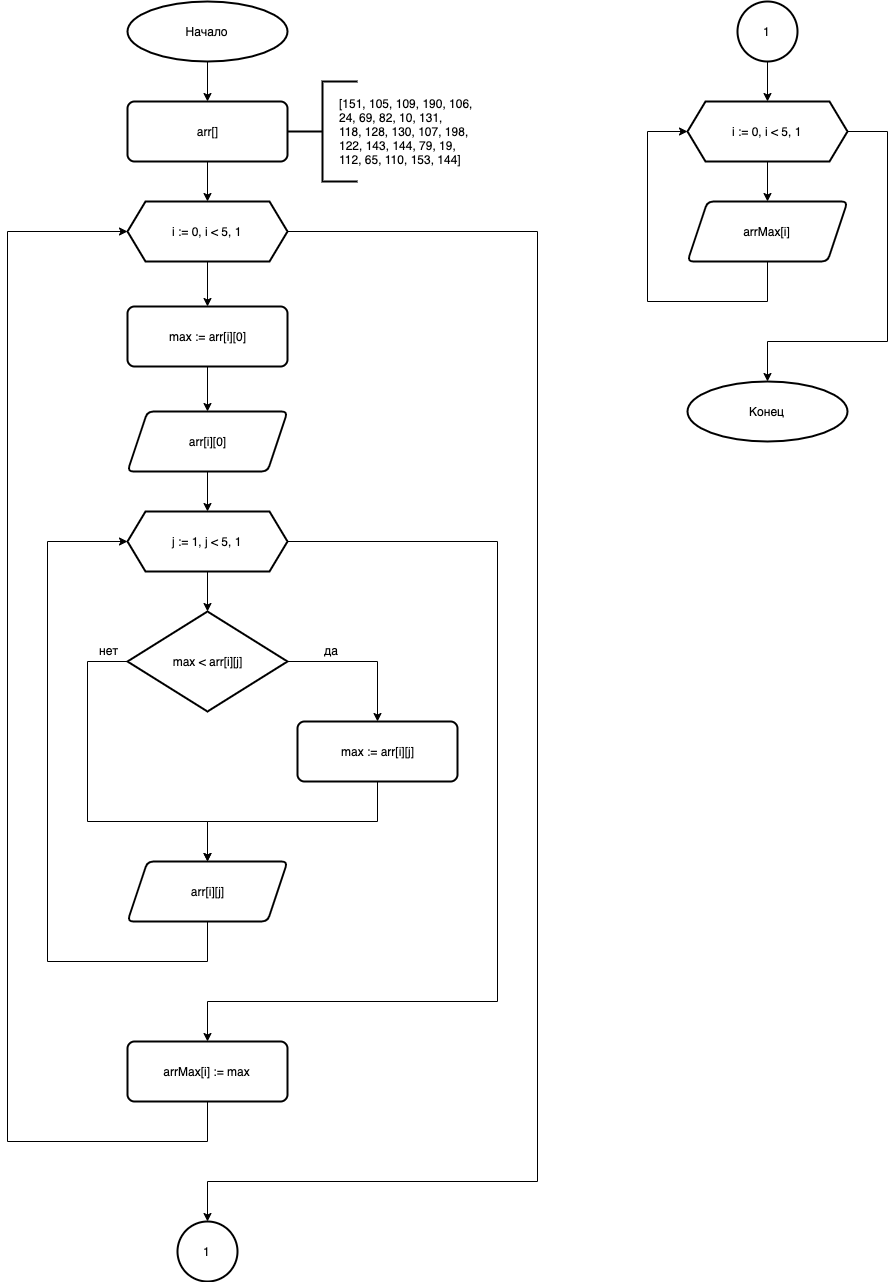 Начало
arr[]
[151, 105, 109, 190, 106,
24, 69, 82, 10, 131,
118, 128, 130, 107, 198,
122, 143, 144, 79, 19,
112, 65, 110, 153, 144]
i := 0, i < 5, 1
max := arr[i][0]
arr[i][0]
j := 1, j < 5, 1
нет
да
max < arr[i][j]
max := arr[i][j]
arr[i][j]
arrMax[i] := max
1
1
i := 0, i < 5, 1
arrMax[i]
Конец